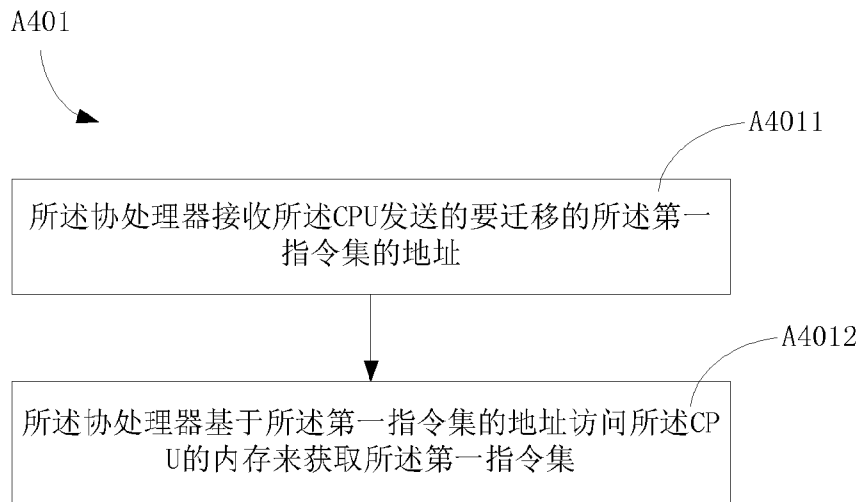 A401
A4011
所述协处理器接收所述CPU发送的要迁移的所述第一
指令集的地址
A4012
所述协处理器基于所述第一指令集的地址访问所述CP
U的内存来获取所述第一指令集